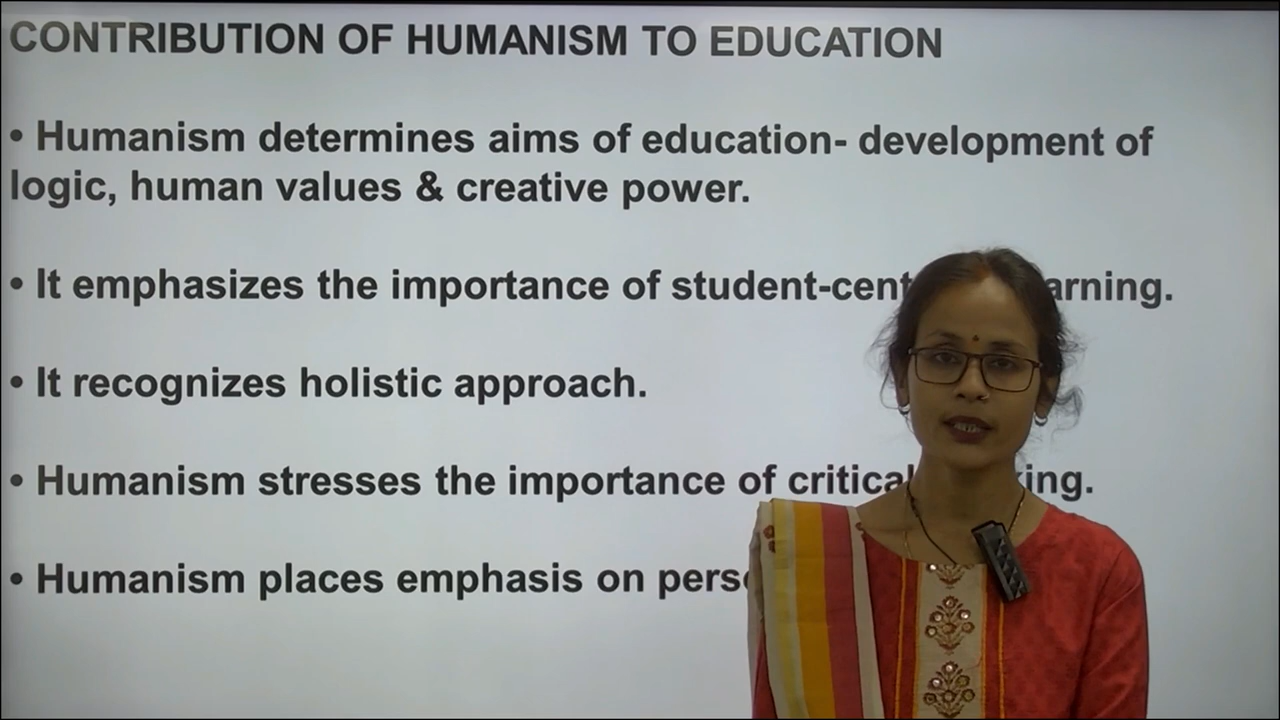 CONTRIBUTION OF HUMANISM TO EDUCATION
• Humanism determines aims of education- development of
logic, human values & creative power.
• It emphasizes the importance of student-cent arning.
• It recognizes holistic approach.
• Humanism stresses the importance of critical ing.
• Humanism places emphasis on